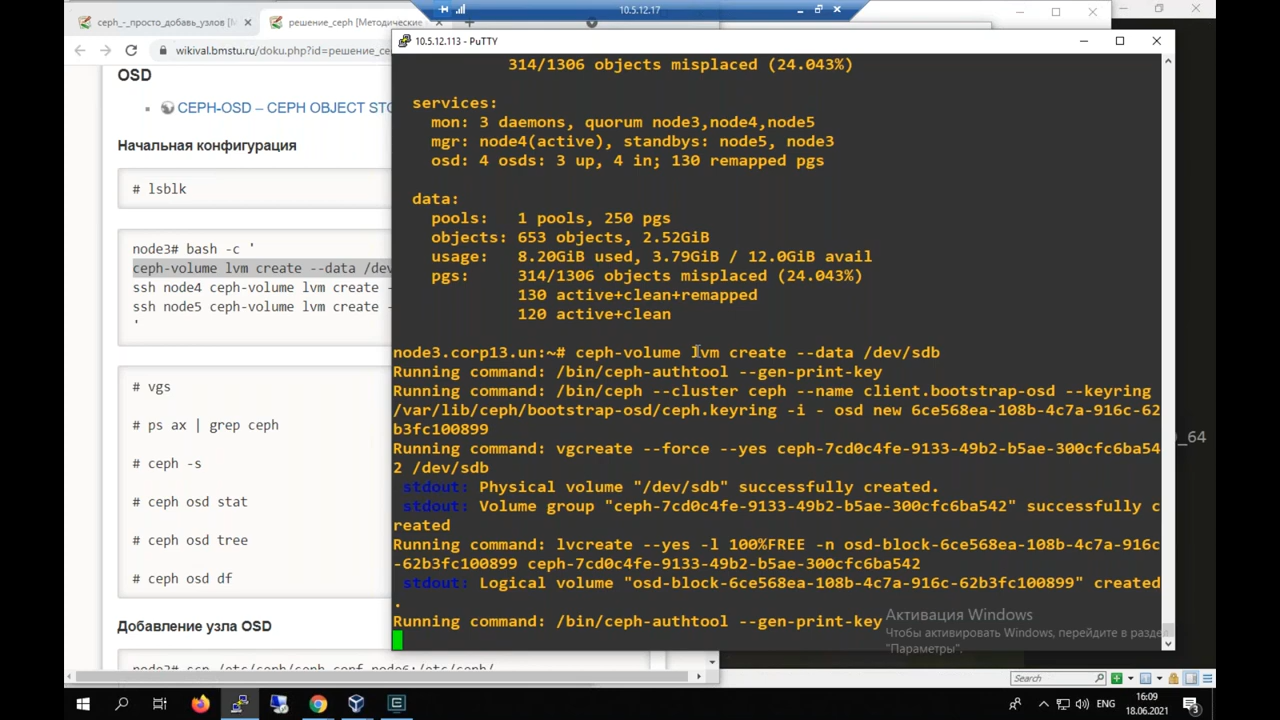 ceph_-_просто_добавь_узлов [М
решение_ceph [Методические
10.5.12.17
wikival.bmstu.ru/doku.php?id=решение_ce
OSD
CEPH-OSD – CEPH OBJECT STO
Начальная конфигурация
# lsblk
node3# bash -c '
ceph-volume lvm create --data /dev
ssh node4 ceph-volume lvm create -
ssh node5 ceph-volume lvm create -
'
# vgs
# ps ax | grep ceph
# ceph -s
# ceph osd stat
# ceph osd tree
# ceph osd df
Добавление узла OSD
node3# scp /etc/ceph/ceph.conf node6:/etc/ceph/
10.5.12.113 - PuTTY
314/1306 objects misplaced (24.043%)
services:
mon: 3 daemons, quorum node3,node4,node5
mgr: node4(active), standbys: node5, node3
osd: 4 osds: 3 up, 4 in; 130 remapped pgs
data:
pools: 1 pools, 250 pgs
objects: 653 objects, 2.52GiB
usage: 8.20GiB used, 3.79GiB / 12.0GiB avail
pgs: 314/1306 objects misplaced (24.043%)
130 active+clean+remapped
120 active+clean
node3.corp13.un:~# ceph-volume lvm create --data /dev/sdb
Running command: /bin/ceph-authtool --gen-print-key
Running command: /bin/ceph --cluster ceph --name client.bootstrap-osd --keyring
/var/lib/ceph/bootstrap-osd/ceph.keyring -i - osd new 6ce568ea-108b-4c7a-916c-62
b3fc100899
Running command: vgcreate --force --yes ceph-7cd0c4fe-9133-49b2-b5ae-300cfc6ba54
2 /dev/sdb
stdout: Physical volume "/dev/sdb" successfully created.
stdout: Volume group "ceph-7cd0c4fe-9133-49b2-b5ae-300cfc6ba542" successfully c
reated
Running command: lvcreate --yes -l 100%FREE -n osd-block-6ce568ea-108b-4c7a-916c
-62b3fc100899 ceph-7cd0c4fe-9133-49b2-b5ae-300cfc6ba542
stdout: Logical volume "osd-block-6ce568ea-108b-4c7a-916c-62b3fc100899" created
.
Running command: /bin/ceph-authtool --gen-print-key
Активация Windows
Чтобы активировать Windows, перейдите в раздел
"Параметры".
_64
Search
ENG
16:09
18.06.2021
3